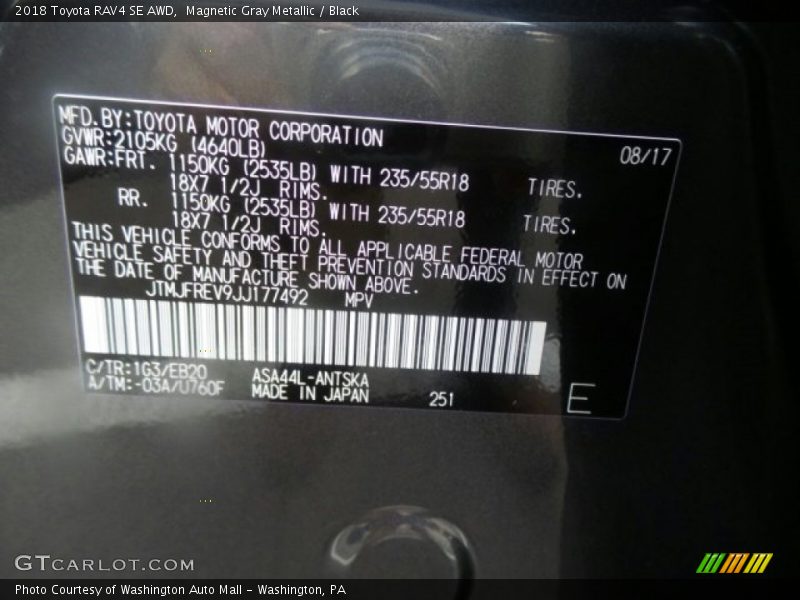 2018 Toyota RAV4 SE AWD,  Magnetic Gray Metallic / Black
MFD.BY:TOYOTA MOTOR CORPORATION 08/17
GVWR:2105KG (4640LB)
GAWR:FRT. 1150KG (2535LB) WITH 235/55R18 TIRES.
18X7 1/2J RIMS.
RR. 1150KG (2535LB) WITH 235/55R18 TIRES.
18X7 1/2J RIMS.
THIS VEHICLE CONFORMS TO ALL APPLICABLE FEDERAL MOTOR
VEHICLE SAFETY AND THEFT PREVENTION STANDARDS IN EFFECT ON
THE DATE OF MANUFACTURE SHOWN ABOVE.
JTMJFREV9JJ177492 MPV
C/TR:1G3/EB20 ASA44L-ANTSKA
A/TM:-03A/U760F MADE IN JAPAN 251 E
GTCARLOT.COM
Photo Courtesy of Washington Auto Mall - Washington, PA